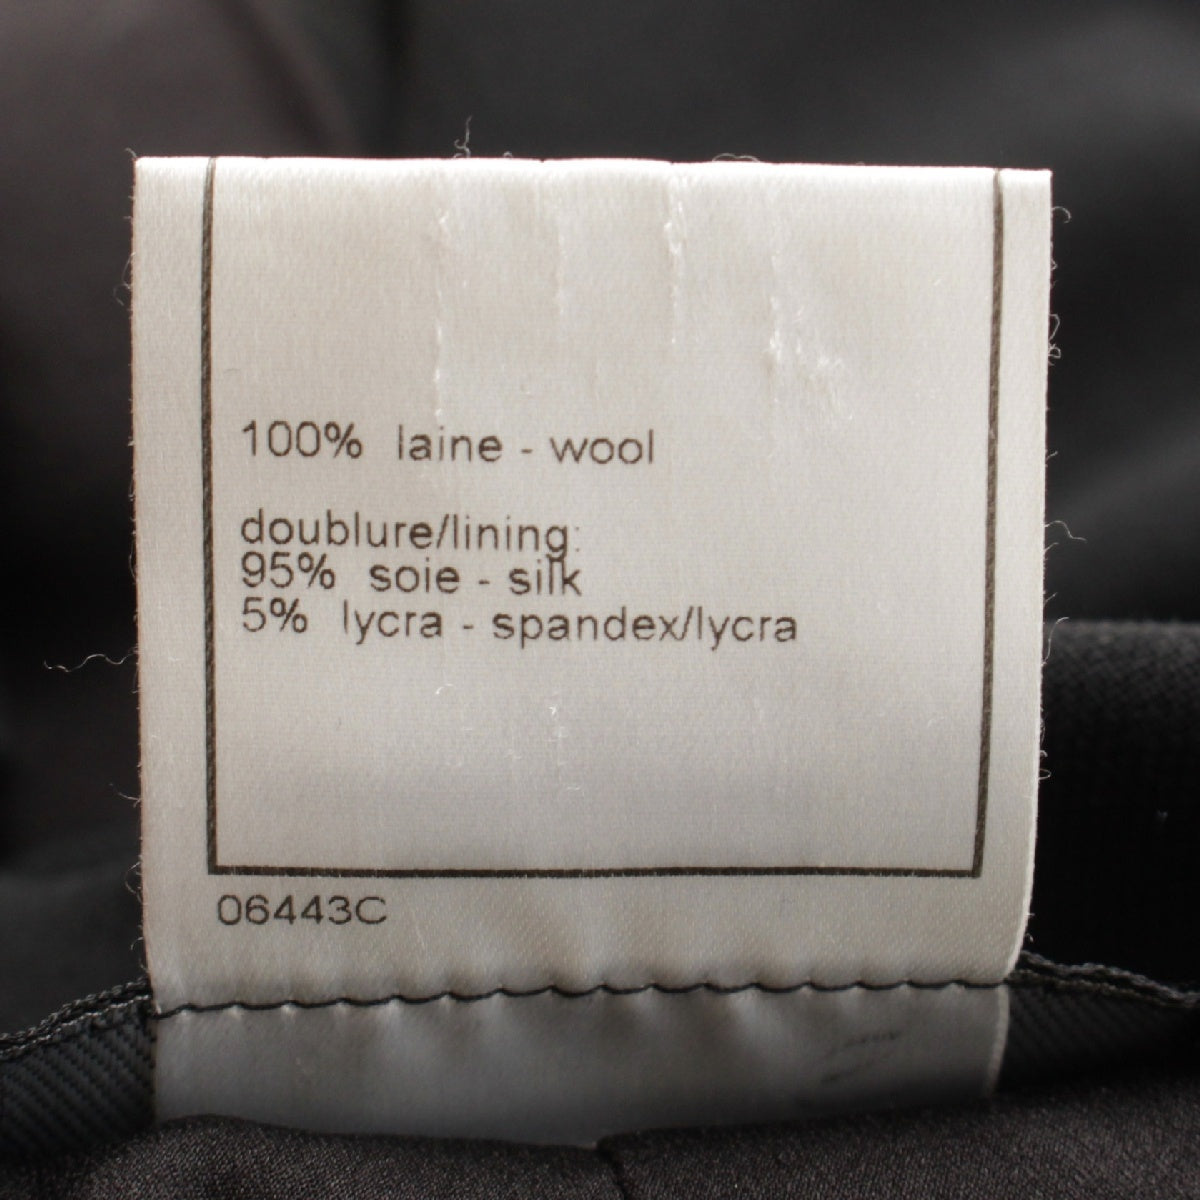 100% laine - wool
doublure/lining:
95% soie - silk
5% lycra - spandex/lycra
06443C